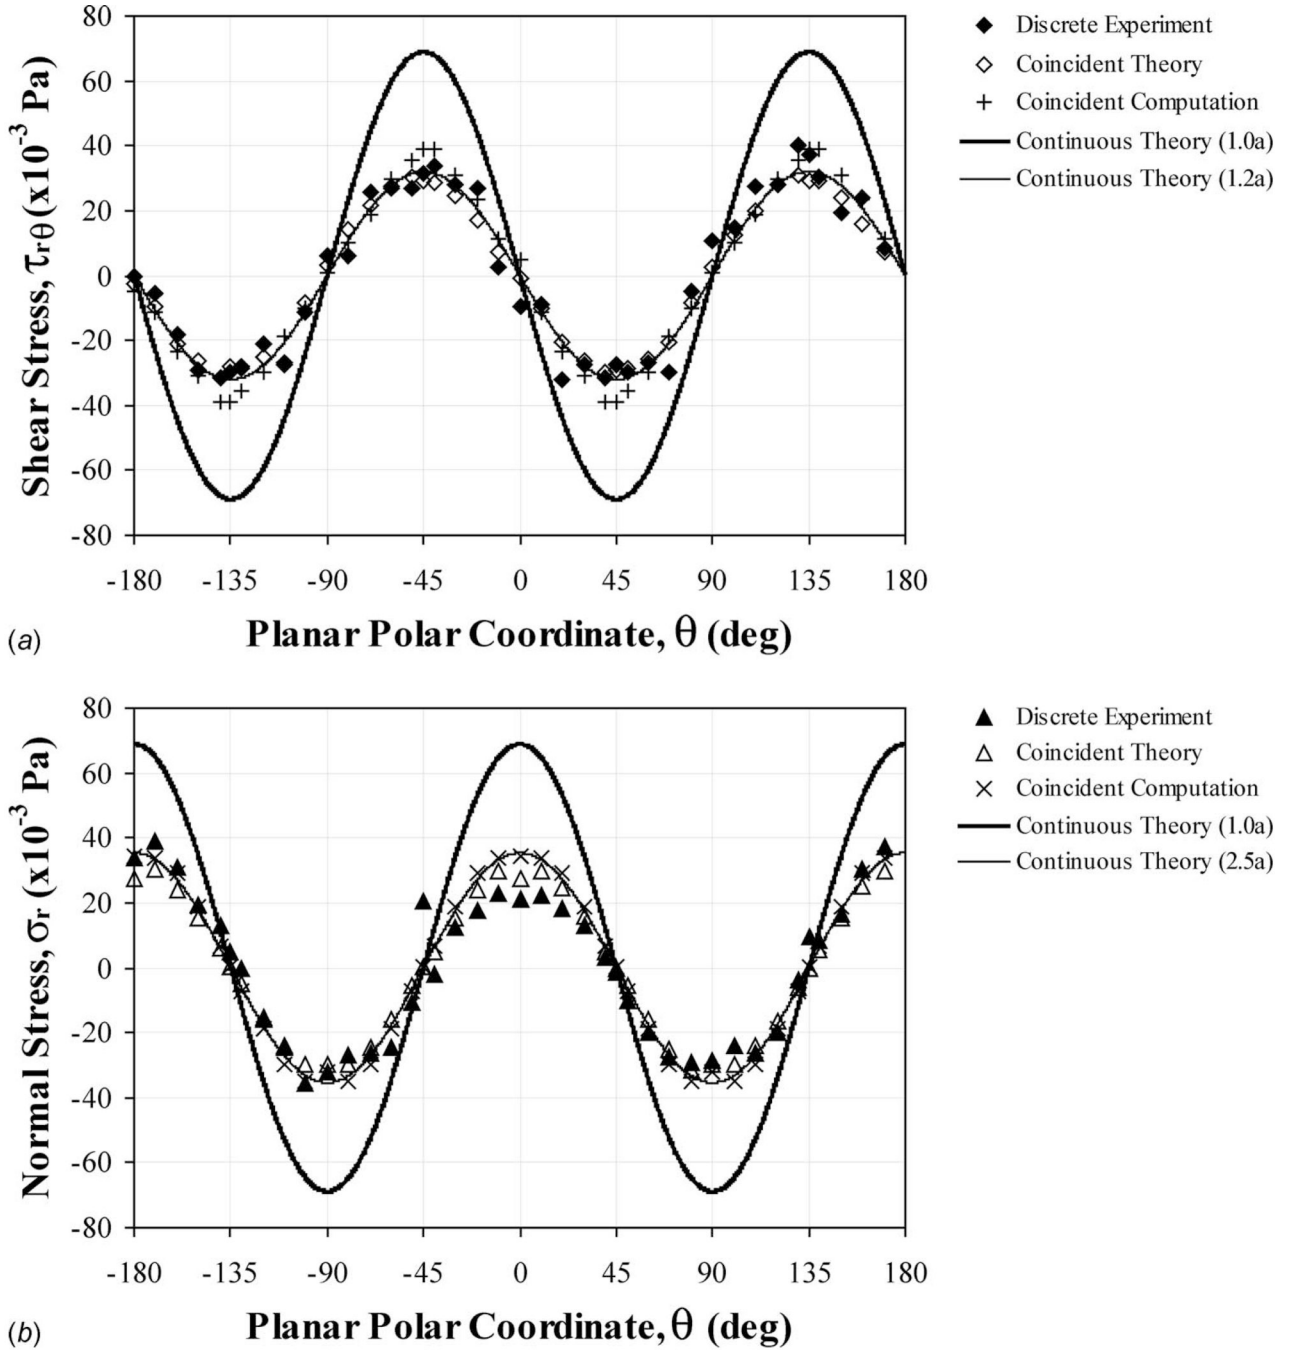 80
60
40
20
0
-20
-40
-60
-80
Shear Stress, τrθ (x10-3 Pa)
-180 -135 -90 -45 0 45 90 135 180
Planar Polar Coordinate, θ (deg)
(a)
Discrete Experiment
Coincident Theory
Coincident Computation
Continuous Theory (1.0a)
Continuous Theory (1.2a)
80
60
40
20
0
-20
-40
-60
-80
Normal Stress, σr (x10-3 Pa)
-180 -135 -90 -45 0 45 90 135 180
Planar Polar Coordinate, θ (deg)
(b)
Discrete Experiment
Coincident Theory
Coincident Computation
Continuous Theory (1.0a)
Continuous Theory (2.5a)